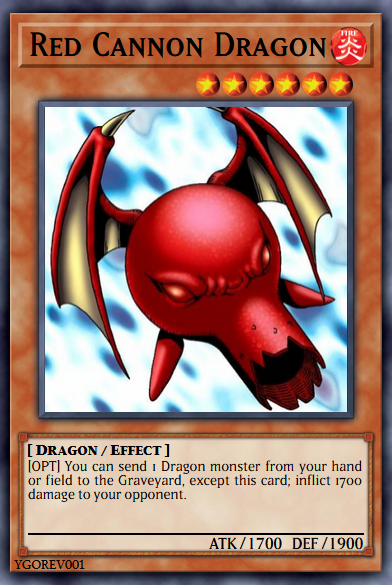 Red Cannon Dragon
FIRE
炎
[ Dragon / Effect ]
[OPT] You can send 1 Dragon monster from your hand
or field to the Graveyard, except this card; inflict 1700
damage to your opponent.
ATK/1700 DEF/1900
YGOREV001